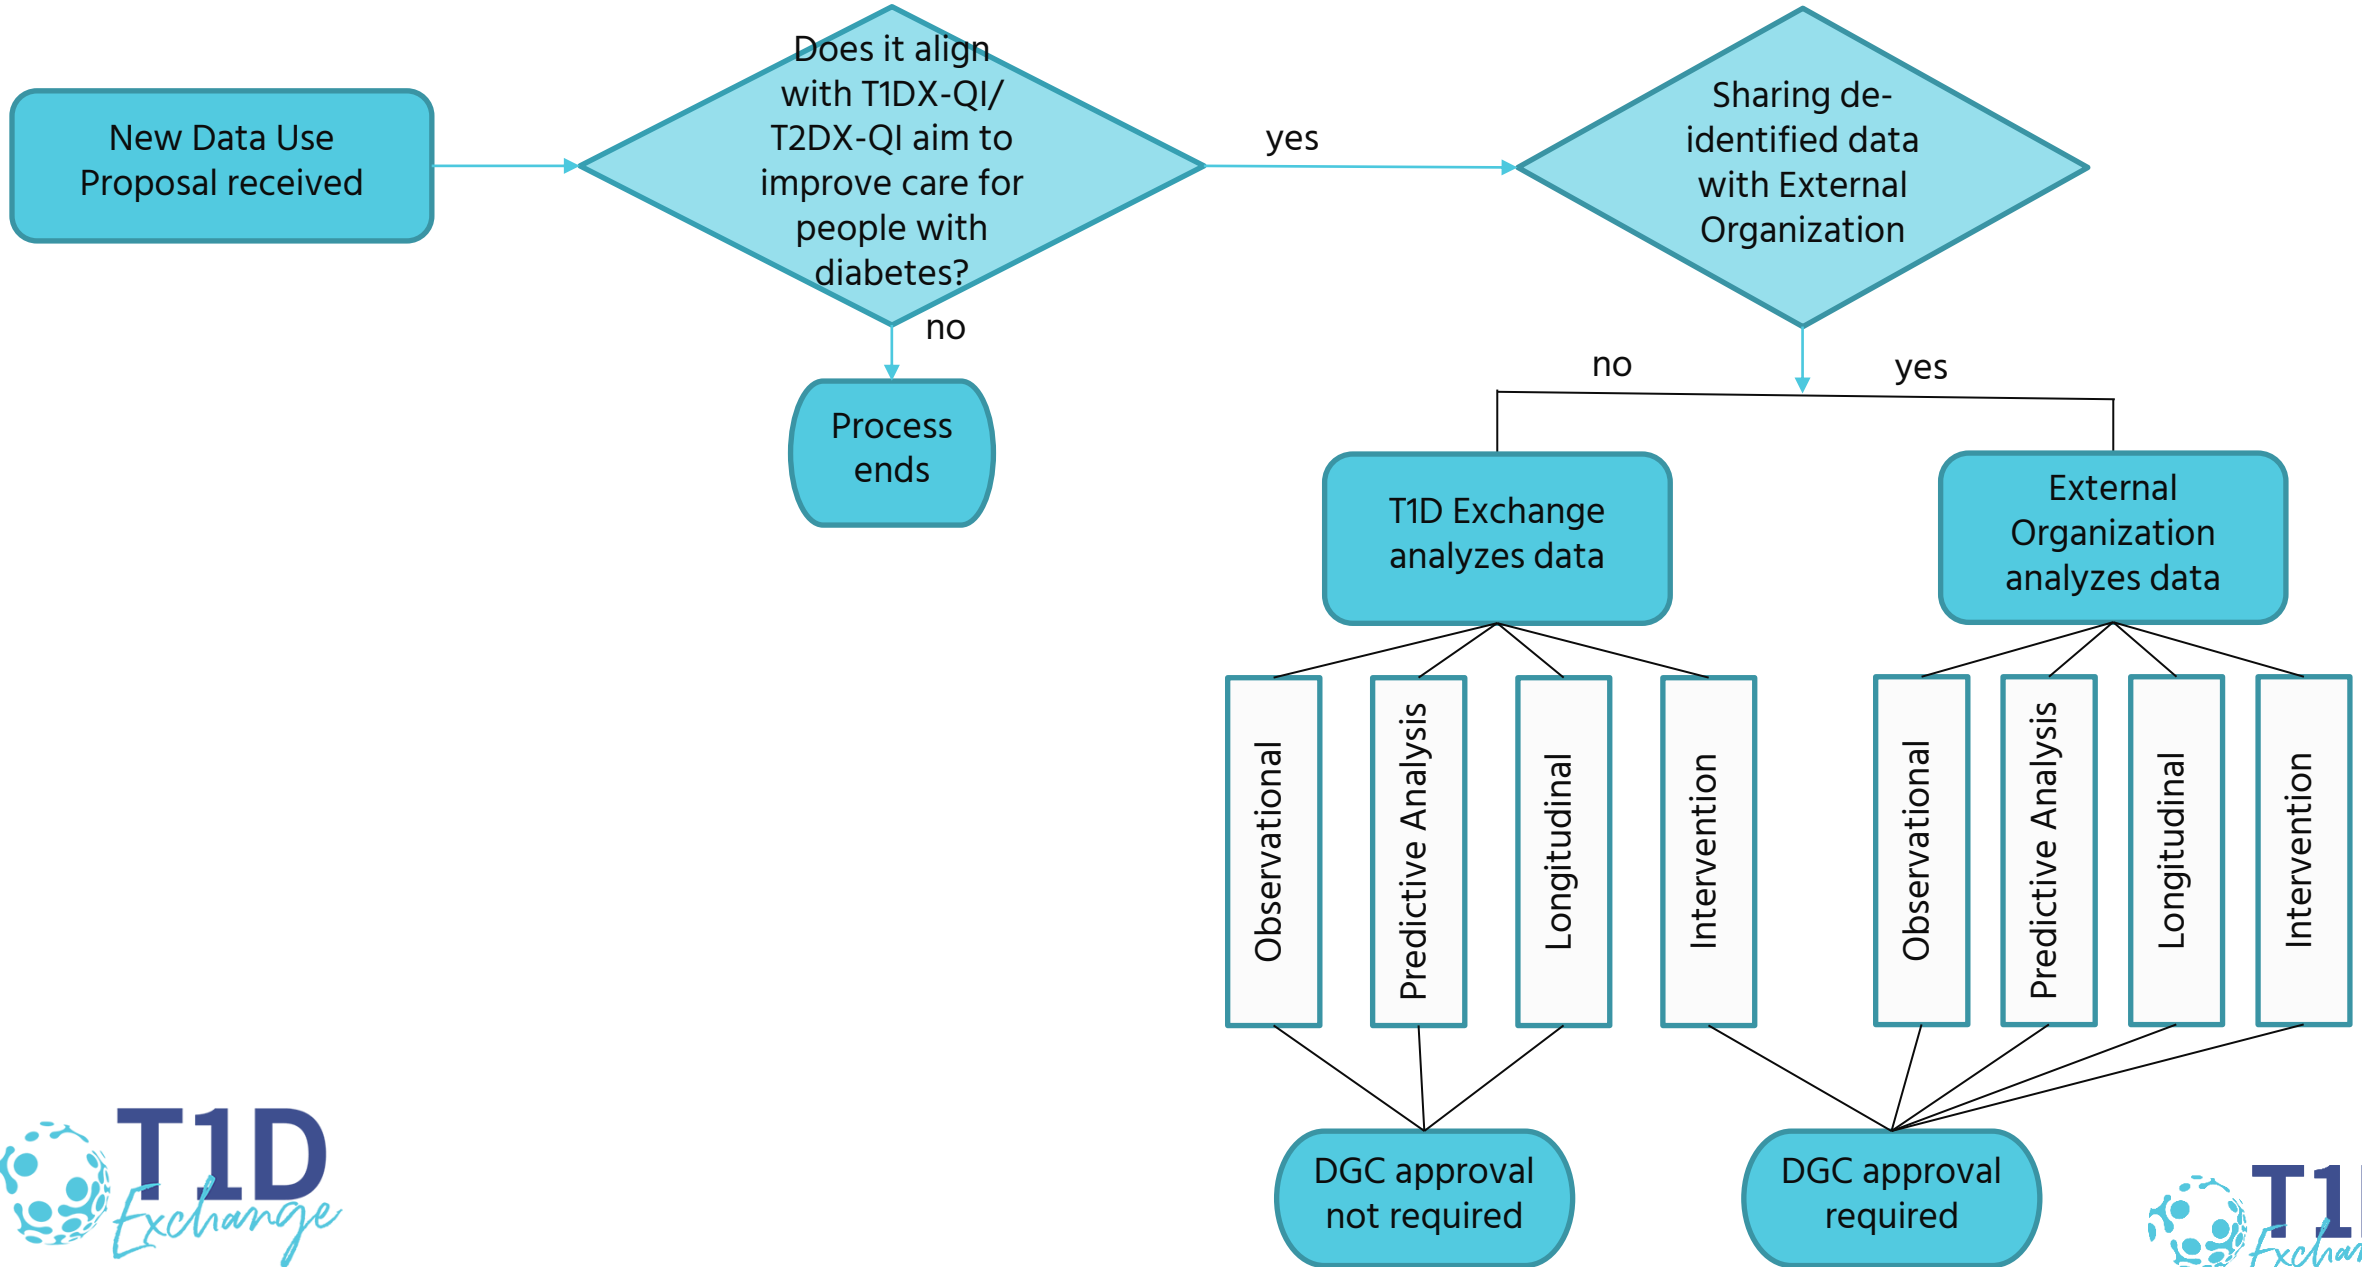 New Data Use
Proposal received
Does it align
with T1DX-QI/
T2DX-QI aim to
improve care for
people with
diabetes?
yes
Sharing de-
identified data
with External
Organization
no
Process
ends
no
yes
T1D Exchange
analyzes data
External
Organization
analyzes data
Observational
Predictive Analysis
Longitudinal
Intervention
Observational
Predictive Analysis
Longitudinal
Intervention
DGC approval
not required
DGC approval
required
T1D
Exchange
T1